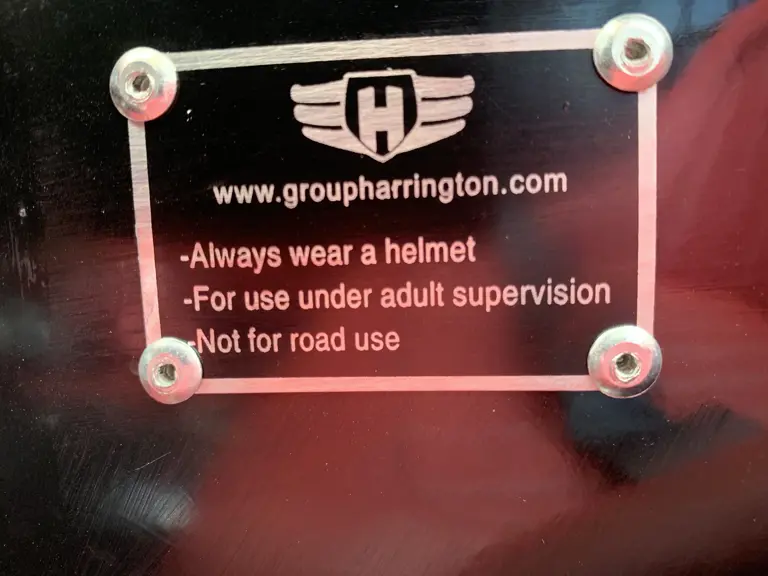 H
www.groupharrington.com
-Always wear a helmet
-For use under adult supervision
-Not for road use